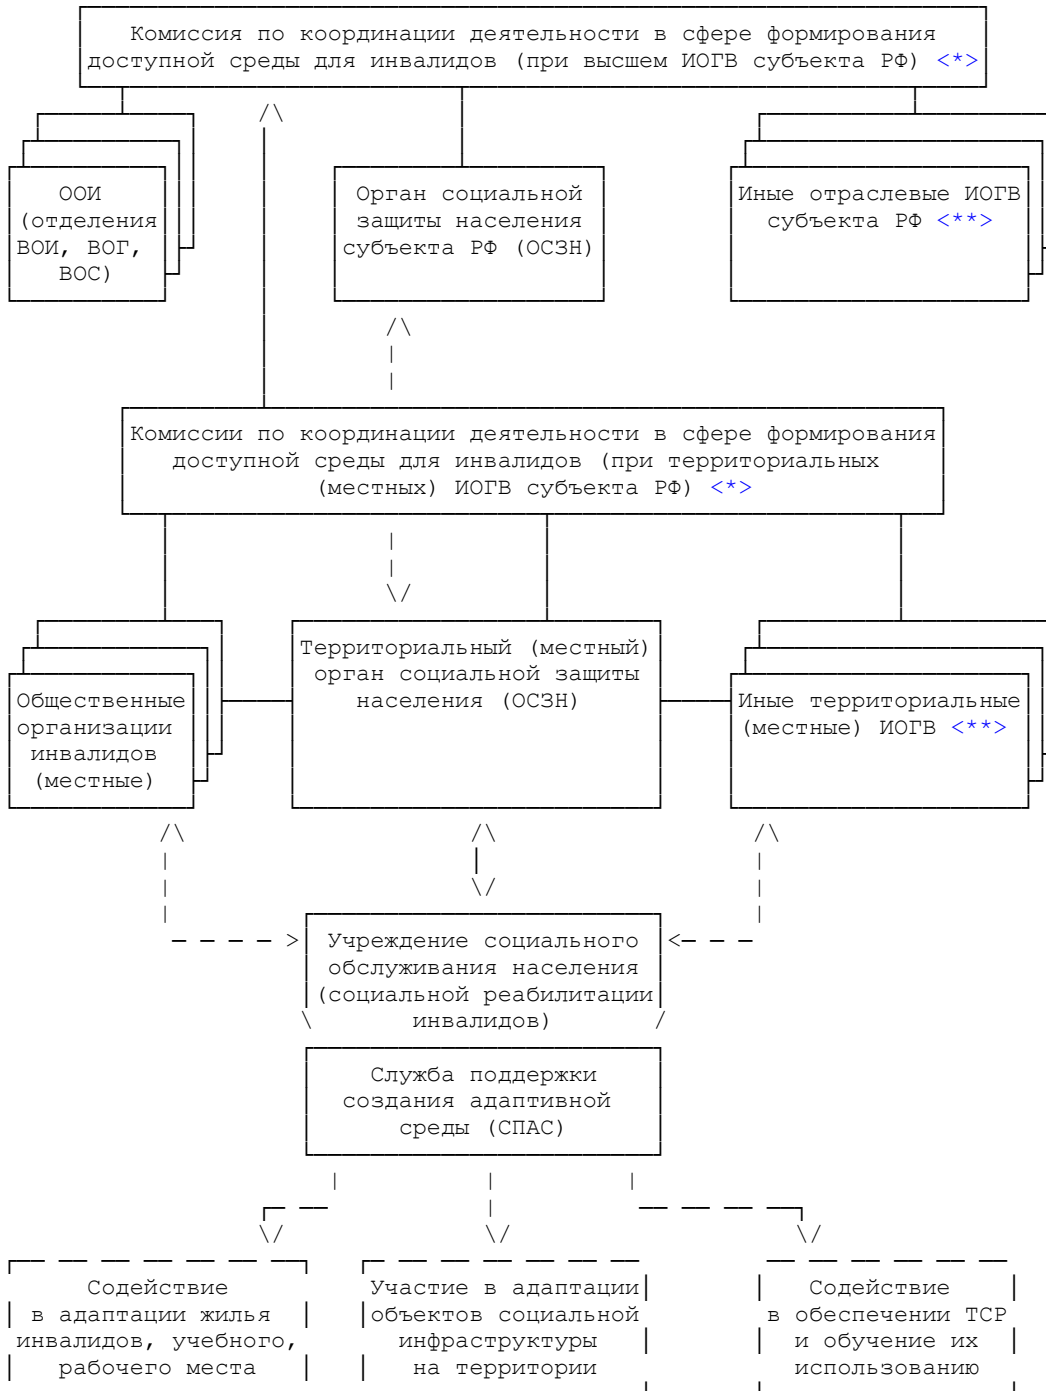 Комиссия по координации деятельности в сфере формирования
доступной среды для инвалидов (при высшем ИОГВ субъекта РФ) <*>
ООИ
(отделения
ВОИ, ВОГ,
ВОС)
Орган социальной
защиты населения
субъекта РФ (ОСЗН)
Иные отраслевые ИОГВ
субъекта РФ <**>
Комиссии по координации деятельности в сфере формирования
доступной среды для инвалидов (при территориальных
(местных) ИОГВ субъекта РФ) <*>
Общественные
организации
инвалидов
(местные)
Территориальный (местный)
орган социальной защиты
населения (ОСЗН)
Иные территориальные
(местные) ИОГВ <**>
Учреждение социального
обслуживания населения
(социальной реабилитации
инвалидов)
Служба поддержки
создания адаптивной
среды (СПАС)
Содействие
в адаптации жилья
инвалидов, учебного,
рабочего места
Участие в адаптации
объектов социальной
инфраструктуры
на территории
Содействие
в обеспечении ТСР
и обучение их
использованию